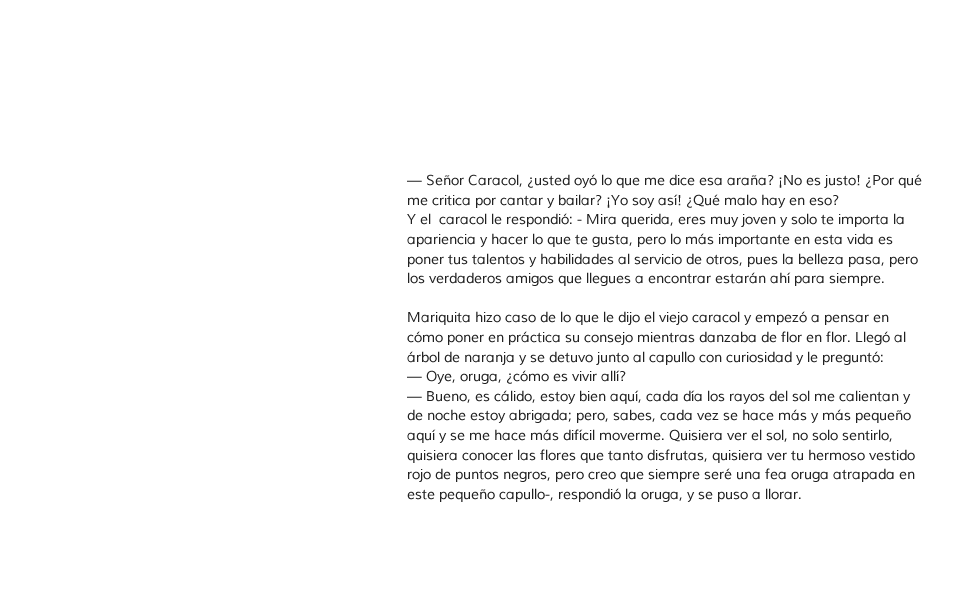 — Señor Caracol, ¿usted oyó lo que me dice esa araña? ¡No es justo! ¿Por qué
me critica por cantar y bailar? ¡Yo soy así! ¿Qué malo hay en eso?
Y el  caracol le respondió: - Mira querida, eres muy joven y solo te importa la
apariencia y hacer lo que te gusta, pero lo más importante en esta vida es
poner tus talentos y habilidades al servicio de otros, pues la belleza pasa, pero
los verdaderos amigos que llegues a encontrar estarán ahí para siempre.
Mariquita hizo caso de lo que le dijo el viejo caracol y empezó a pensar en
cómo poner en práctica su consejo mientras danzaba de flor en flor. Llegó al
árbol de naranja y se detuvo junto al capullo con curiosidad y le preguntó:
— Oye, oruga, ¿cómo es vivir allí?
— Bueno, es cálido, estoy bien aquí, cada día los rayos del sol me calientan y
de noche estoy abrigada; pero, sabes, cada vez se hace más y más pequeño
aquí y se me hace más difícil moverme. Quisiera ver el sol, no solo sentirlo,
quisiera conocer las flores que tanto disfrutas, quisiera ver tu hermoso vestido
rojo de puntos negros, pero creo que siempre seré una fea oruga atrapada en
este pequeño capullo-, respondió la oruga, y se puso a llorar.